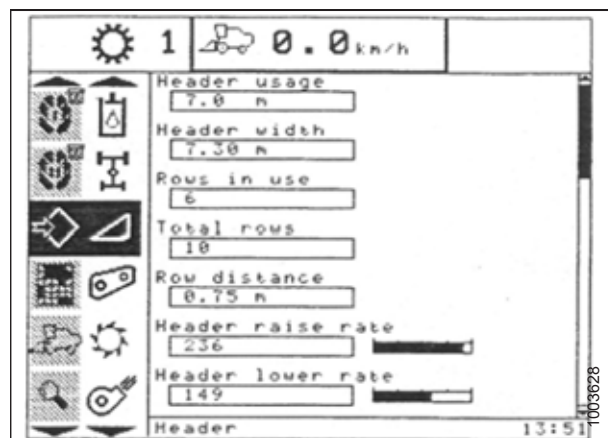 1
0.0 km/h
Header usage
7.0 m
Header width
7.30 m
Rows in use
6
Total rows
10
Row distance
0.75 m
Header raise rate
236
Header lower rate
149
Header
13:51
1003628